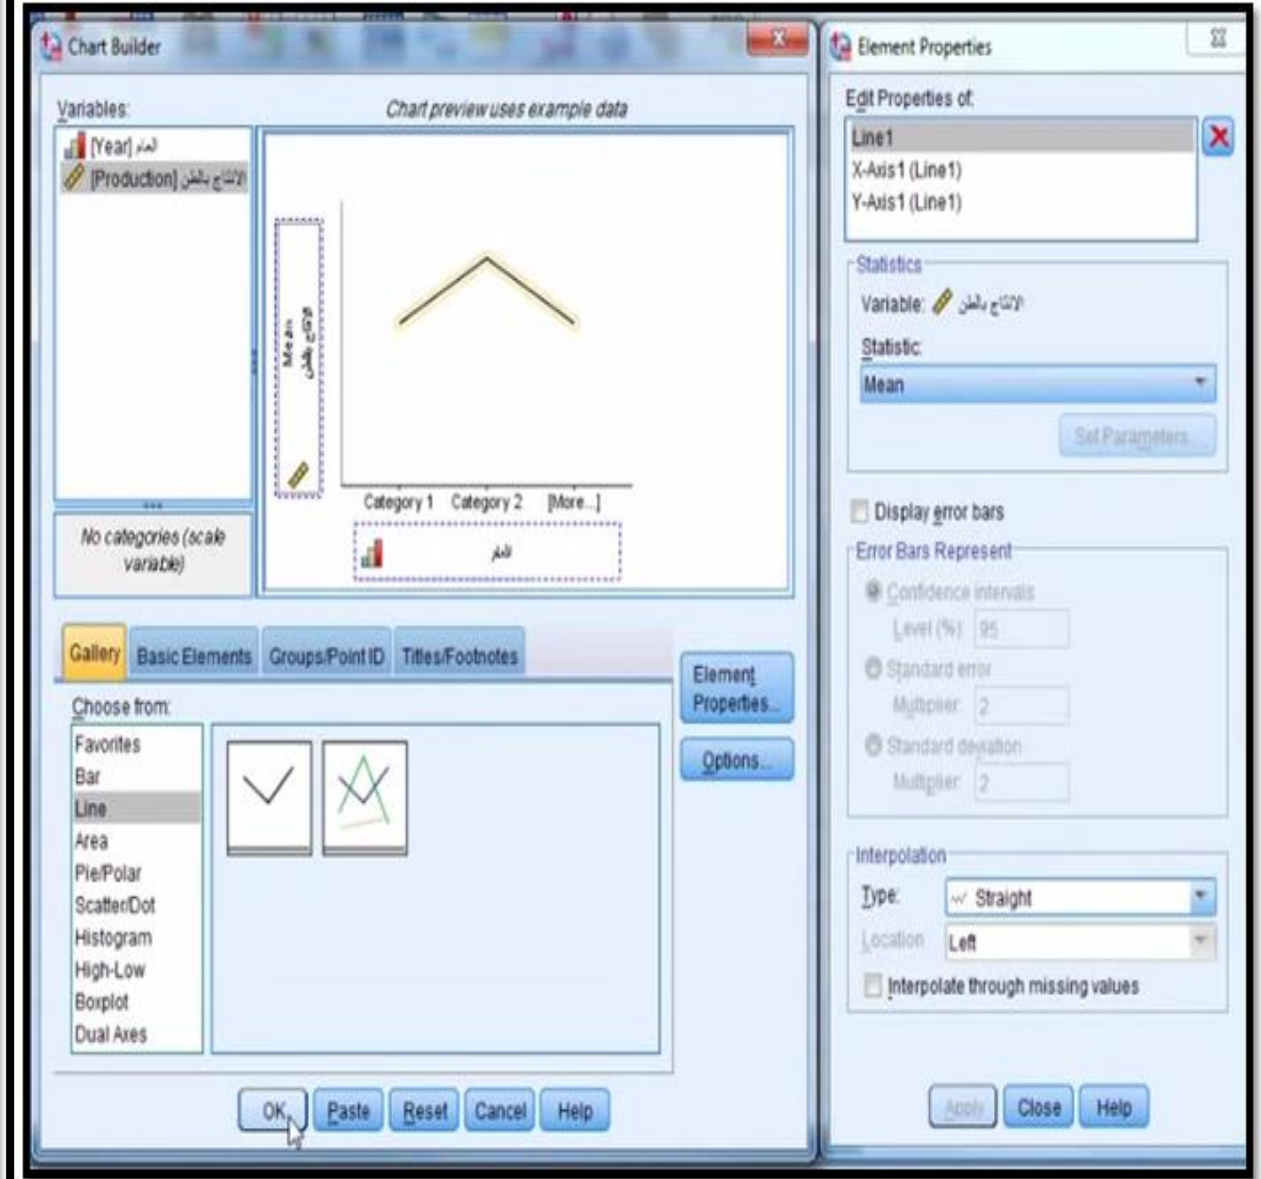 Chart Builder
Variables:
Chart preview uses example data
العام [Year]
الانتاج بالطن [Production]
Mean
الانتاج بالطن
Category 1 Category 2 [More...]
العام
No categories (scale
variable)
Gallery Basic Elements Groups/Point ID Titles/Footnotes
Element
Properties...
Options...
Choose from:
Favorites
Bar
Line
Area
Pie/Polar
Scatter/Dot
Histogram
High-Low
Boxplot
Dual Axes
OK Paste Reset Cancel Help
Element Properties
Edit Properties of:
Line1
X-Axis1 (Line1)
Y-Axis1 (Line1)
Statistics
Variable: الانتاج بالطن
Statistic:
Mean
Set Parameters...
Display error bars
Error Bars Represent
Confidence intervals
Level (%): 95
Standard error
Multiplier: 2
Standard deviation
Multiplier: 2
Interpolation
Type: Straight
Location: Left
Interpolate through missing values
Apply Close Help